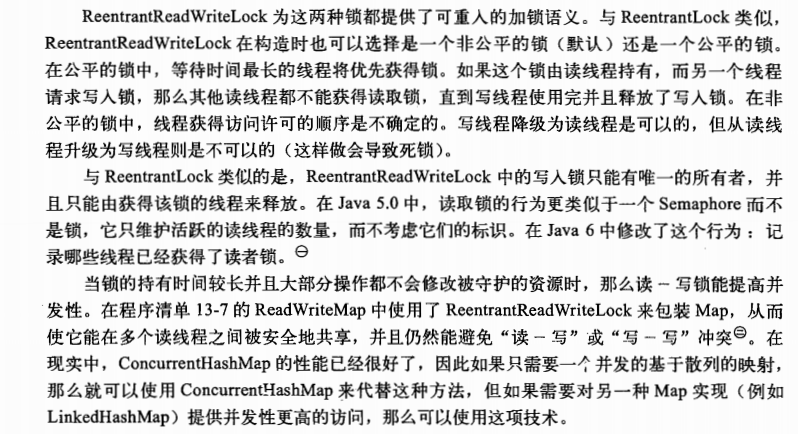 ReentrantReadWriteLock 为这两种锁都提供了可重入的加锁语义。与 ReentrantLock 类似，
ReentrantReadWriteLock 在构造时也可以选择是一个非公平的锁（默认）还是一个公平的锁。
在公平的锁中，等待时间最长的线程将优先获得锁。如果这个锁由读线程持有，而另一个线程
请求写入锁，那么其他读线程都不能获得读取锁，直到写线程使用完并且释放了写入锁。在非
公平的锁中，线程获得访问许可的顺序是不确定的。写线程降级为读线程是可以的，但从读线
程升级为写线程则是不可以的（这样做会导致死锁）。
与 ReentrantLock 类似的是，ReentrantReadWriteLock 中的写入锁只能有唯一的所有者，并
且只能由获得该锁的线程来释放。在 Java 5.0 中，读取锁的行为更类似于一个 Semaphore 而不
是锁，它只维护活跃的读线程的数量，而不考虑它们的标识。在 Java 6 中修改了这个行为：记
录哪些线程已经获得了读者锁。㊀
当锁的持有时间较长并且大部分操作都不会修改被守护的资源时，那么读－写锁能提高并
发性。在程序清单 13-7 的 ReadWriteMap 中使用了 ReentrantReadWriteLock 来包装 Map，从而
使它能在多个读线程之间被安全地共享，并且仍然能避免“读－写”或“写－写”冲突㊁。在
现实中，ConcurrentHashMap 的性能已经很好了，因此如果只需要一个并发的基于散列的映射，
那么就可以使用 ConcurrentHashMap 来代替这种方法，但如果需要对另一种 Map 实现（例如
LinkedHashMap）提供并发性更高的访问，那么可以使用这项技术。